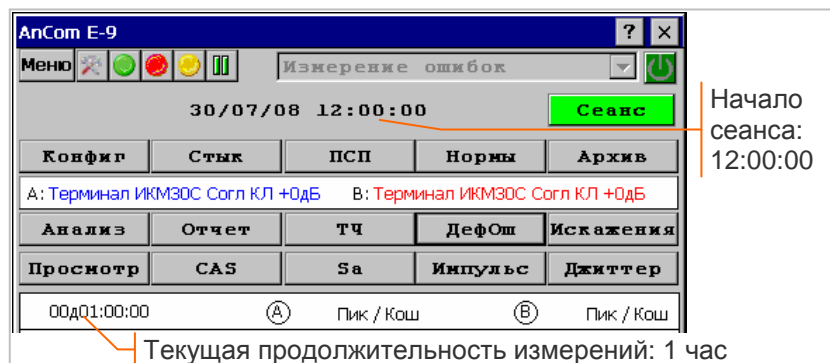 AnCom E-9 ? ×
Меню Измерение ошибок
30/07/08 12:00:00 Сеанс
Начало
сеанса:
12:00:00
Конфиг Стык ПСП Нормы Архив
A: Терминал ИКМ30С Согл КЛ +0дБ B: Терминал ИКМ30С Согл КЛ +0дБ
Анализ Отчет ТЧ ДефОш Искажения
Просмотр CAS Sa Импульс Джиттер
00д01:00:00 A Пик / Кош B Пик / Кош
Текущая продолжительность измерений: 1 час